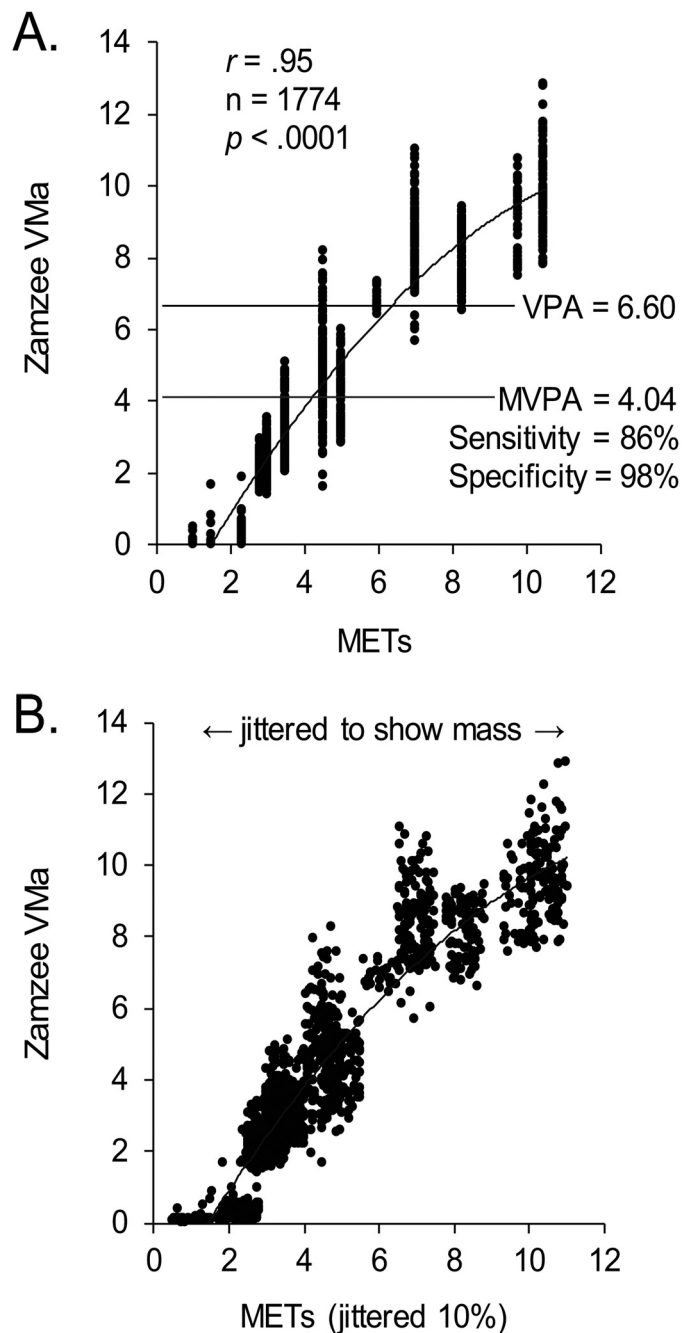 A.
14
12
10
8
6
4
2
0
r = .95
n = 1774
p < .0001
Zamzee VMa
VPA = 6.60
MVPA = 4.04
Sensitivity = 86%
Specificity = 98%
0 2 4 6 8 10 12
METs
B.
14
12
10
8
6
4
2
0
← jittered to show mass →
Zamzee VMa
0 2 4 6 8 10 12
METs (jittered 10%)